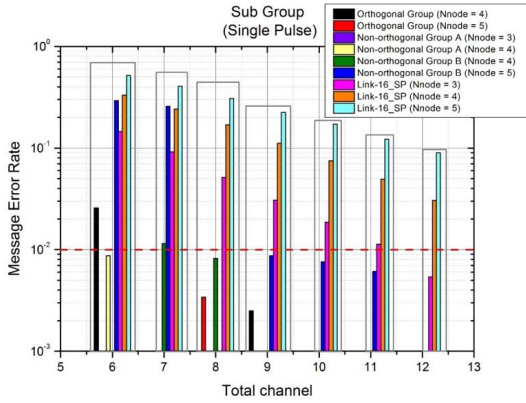 Sub Group
(Single Pulse)
Orthogonal Group (Nnode = 4)
Orthogonal Group (Nnode = 5)
Non-orthogonal Group A (Nnode = 3)
Non-orthogonal Group A (Nnode = 4)
Non-orthogonal Group B (Nnode = 4)
Non-orthogonal Group B (Nnode = 5)
Link-16_SP (Nnode = 3)
Link-16_SP (Nnode = 4)
Link-16_SP (Nnode = 5)
Message Error Rate
10^0
10^-1
10^-2
10^-3
5 6 7 8 9 10 11 12 13
Total channel